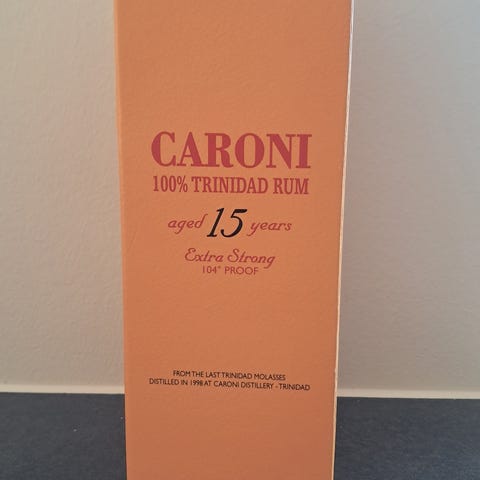 CARONI
100% TRINIDAD RUM
aged 15 years
Extra Strong
104° PROOF
FROM THE LAST TRINIDAD MOLASSES
DISTILLED IN 1998 AT CARONI DISTILLERY - TRINIDAD